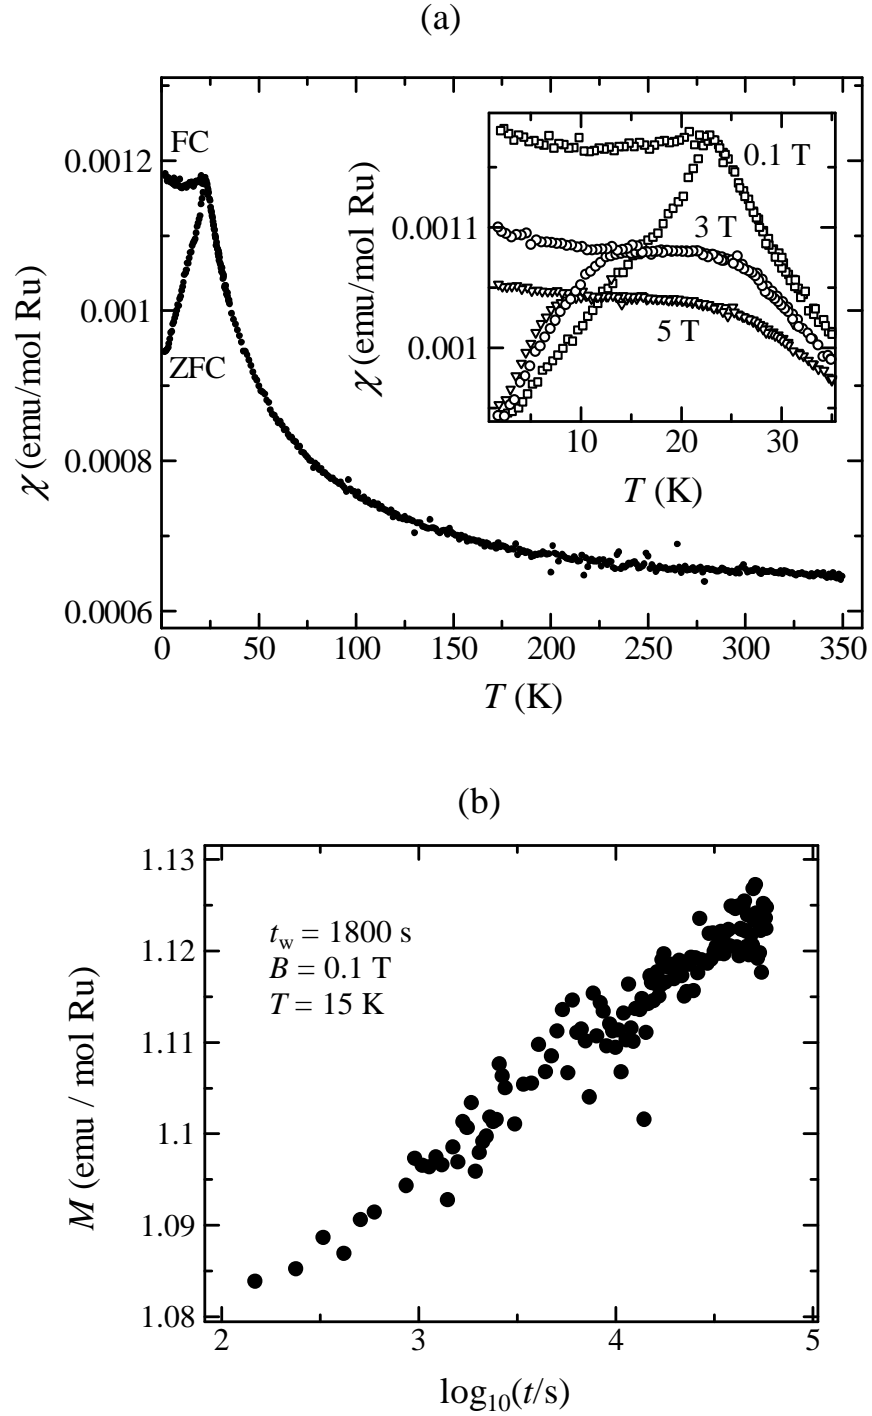 (a)
FC
ZFC
0.0012
0.001
0.0008
0.0006
χ (emu/mol Ru)
0 50 100 150 200 250 300 350
T (K)
0.1 T
3 T
5 T
0.0011
0.001
χ (emu/mol Ru)
10 20 30
T (K)
(b)
1.13
1.12
1.11
1.1
1.09
1.08
M (emu / mol Ru)
t_w = 1800 s
B = 0.1 T
T = 15 K
2 3 4 5
log₁₀(t/s)